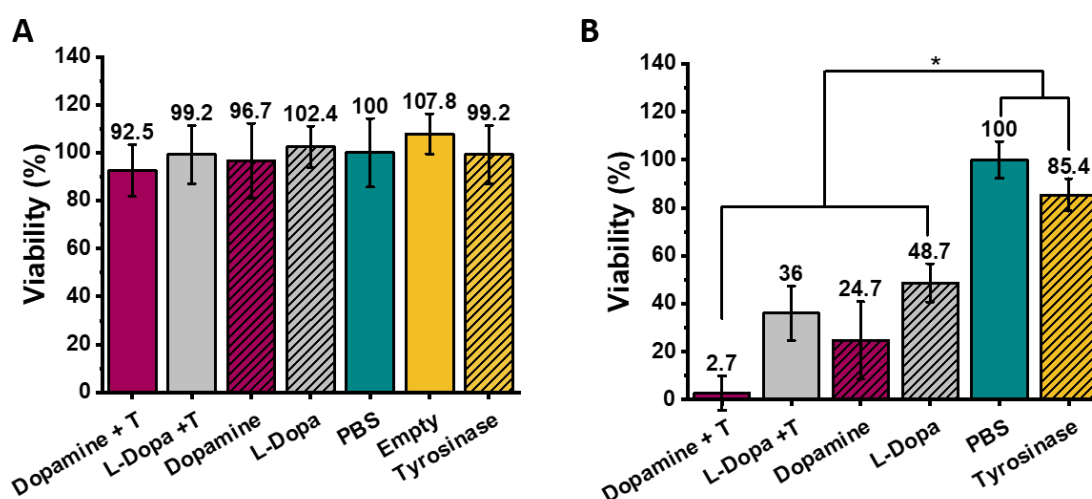 A
Viability (%)
140
120
100
80
60
40
20
0
92.5
99.2
96.7
102.4
100
107.8
99.2
Dopamine + T
L-Dopa +T
Dopamine
L-Dopa
PBS
Empty
Tyrosinase
B
Viability (%)
140
120
100
80
60
40
20
0
*
2.7
36
24.7
48.7
100
85.4
Dopamine + T
L-Dopa +T
Dopamine
L-Dopa
PBS
Tyrosinase